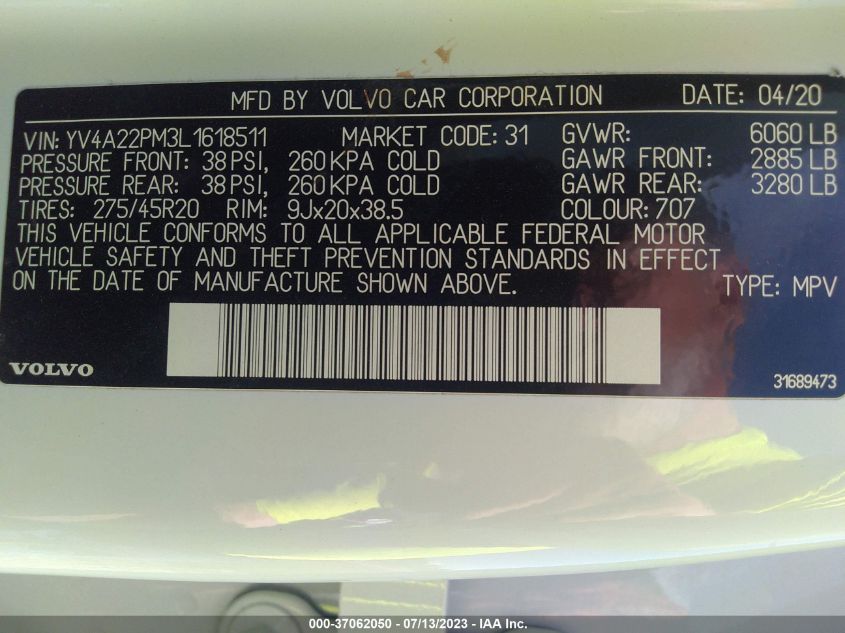 MFD BY VOLVO CAR CORPORATION DATE: 04/20
VIN: YV4A22PM3L1618511 MARKET CODE: 31 GVWR: 6060 LB
PRESSURE FRONT: 38 PSI, 260 KPA COLD GAWR FRONT: 2885 LB
PRESSURE REAR: 38 PSI, 260 KPA COLD GAWR REAR: 3280 LB
TIRES: 275/45R20 RIM: 9Jx20x38.5 COLOUR: 707
THIS VEHICLE CONFORMS TO ALL APPLICABLE FEDERAL MOTOR
VEHICLE SAFETY AND THEFT PREVENTION STANDARDS IN EFFECT
ON THE DATE OF MANUFACTURE SHOWN ABOVE. TYPE: MPV
VOLVO 31689473
000-37062050 - 07/13/2023 - IAA Inc.